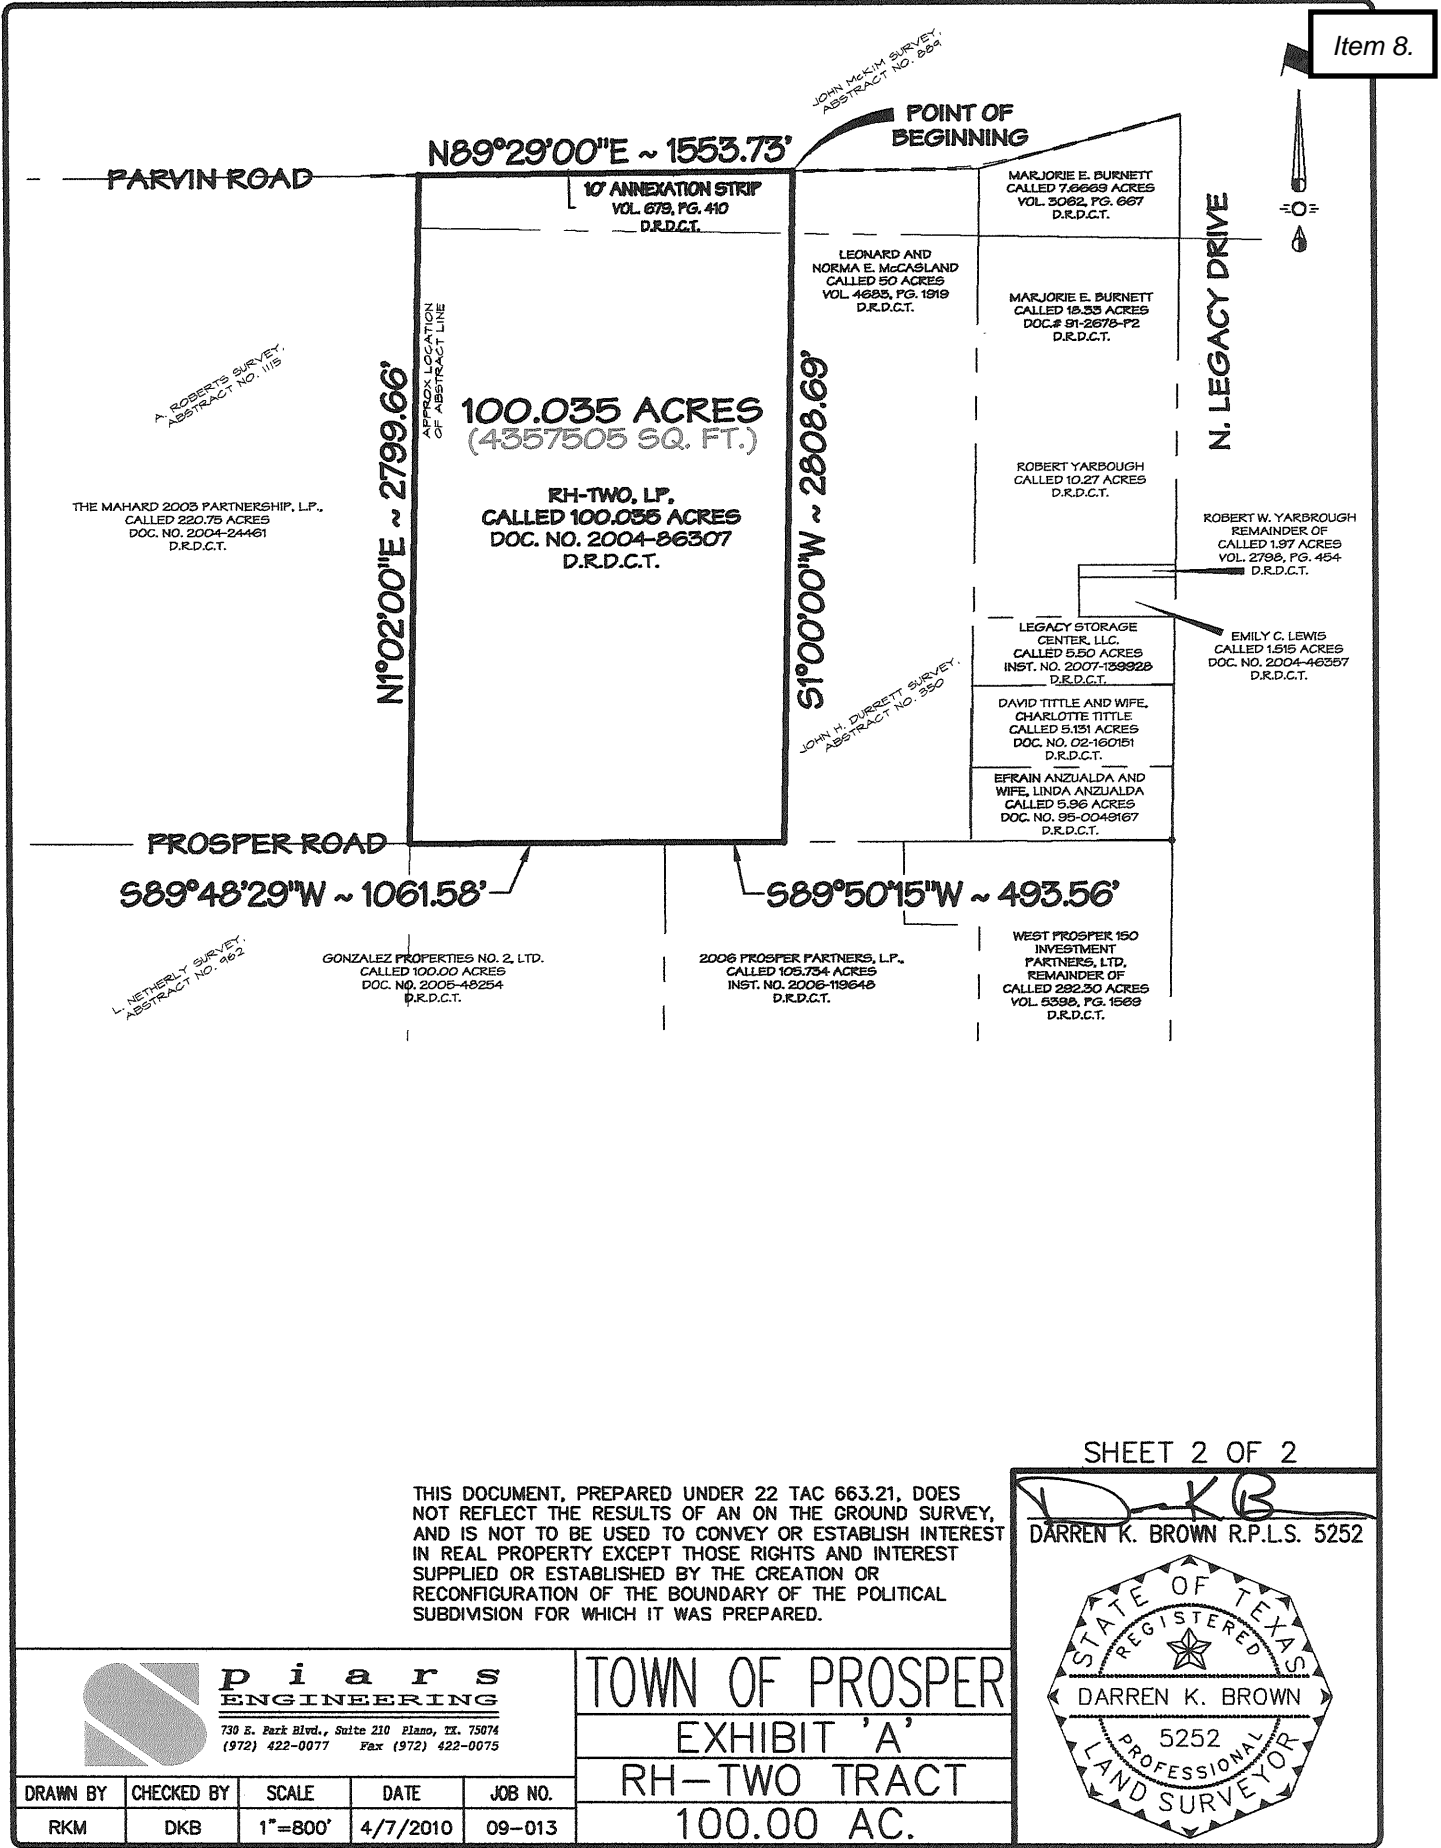 Item 8.
JOHN McKIM SURVEY,
ABSTRACT NO. 889
POINT OF
BEGINNING
N89°29'00"E ~ 1553.73'
PARVIN ROAD
10' ANNEXATION STRIP
VOL. 679, PG. 410
D.R.D.C.T.
MARJORIE E. BURNETT
CALLED 7.6669 ACRES
VOL. 3062, PG. 667
D.R.D.C.T.
N. LEGACY DRIVE
LEONARD AND
NORMA E. McCASLAND
CALLED 50 ACRES
VOL. 4683, PG. 1919
D.R.D.C.T.
MARJORIE E. BURNETT
CALLED 18.33 ACRES
DOC.# 91-2678-P2
D.R.D.C.T.
APPROX LOCATION
OF ABSTRACT LINE
A. ROBERTS SURVEY,
ABSTRACT NO. 1115
N1°02'00"E ~ 2799.66'
100.035 ACRES
(4357505 SQ. FT.)
S1°00'00"W ~ 2808.69'
RH-TWO, LP,
CALLED 100.035 ACRES
DOC. NO. 2004-86307
D.R.D.C.T.
THE MAHARD 2003 PARTNERSHIP, L.P.,
CALLED 220.75 ACRES
DOC. NO. 2004-24461
D.R.D.C.T.
ROBERT YARBOUGH
CALLED 10.27 ACRES
D.R.D.C.T.
ROBERT W. YARBROUGH
REMAINDER OF
CALLED 1.97 ACRES
VOL. 2798, PG. 454
D.R.D.C.T.
LEGACY STORAGE
CENTER, LLC.
CALLED 5.50 ACRES
INST. NO. 2007-139928
D.R.D.C.T.
EMILY C. LEWIS
CALLED 1.515 ACRES
DOC. NO. 2004-46357
D.R.D.C.T.
JOHN H. DURRETT SURVEY,
ABSTRACT NO. 350
DAVID TITTLE AND WIFE,
CHARLOTTE TITTLE
CALLED 5.131 ACRES
DOC. NO. 02-160151
D.R.D.C.T.
EFRAIN ANZUALDA AND
WIFE, LINDA ANZUALDA
CALLED 5.96 ACRES
DOC. NO. 95-0049167
D.R.D.C.T.
PROSPER ROAD
S89°48'29"W ~ 1061.58'
S89°50'15"W ~ 493.56'
L. NETHERLY SURVEY,
ABSTRACT NO. 962
GONZALEZ PROPERTIES NO. 2, LTD.
CALLED 100.00 ACRES
DOC. NO. 2005-48254
D.R.D.C.T.
2006 PROSPER PARTNERS, L.P.,
CALLED 105.734 ACRES
INST. NO. 2006-119648
D.R.D.C.T.
WEST PROSPER 150
INVESTMENT
PARTNERS, LTD,
REMAINDER OF
CALLED 292.30 ACRES
VOL. 5398, PG. 1569
D.R.D.C.T.
SHEET 2 OF 2
THIS DOCUMENT, PREPARED UNDER 22 TAC 663.21, DOES
NOT REFLECT THE RESULTS OF AN ON THE GROUND SURVEY,
AND IS NOT TO BE USED TO CONVEY OR ESTABLISH INTEREST
IN REAL PROPERTY EXCEPT THOSE RIGHTS AND INTEREST
SUPPLIED OR ESTABLISHED BY THE CREATION OR
RECONFIGURATION OF THE BOUNDARY OF THE POLITICAL
SUBDIVISION FOR WHICH IT WAS PREPARED.
D K B
DARREN K. BROWN R.P.L.S. 5252
STATE OF TEXAS
REGISTERED
DARREN K. BROWN
5252
PROFESSIONAL
LAND SURVEYOR
Spiars
ENGINEERING
730 E. Park Blvd., Suite 210 Plano, TX. 75074
(972) 422-0077 Fax (972) 422-0075
TOWN OF PROSPER
EXHIBIT 'A'
RH-TWO TRACT
100.00 AC.
DRAWN BY CHECKED BY SCALE DATE JOB NO.
RKM DKB 1"=800' 4/7/2010 09-013